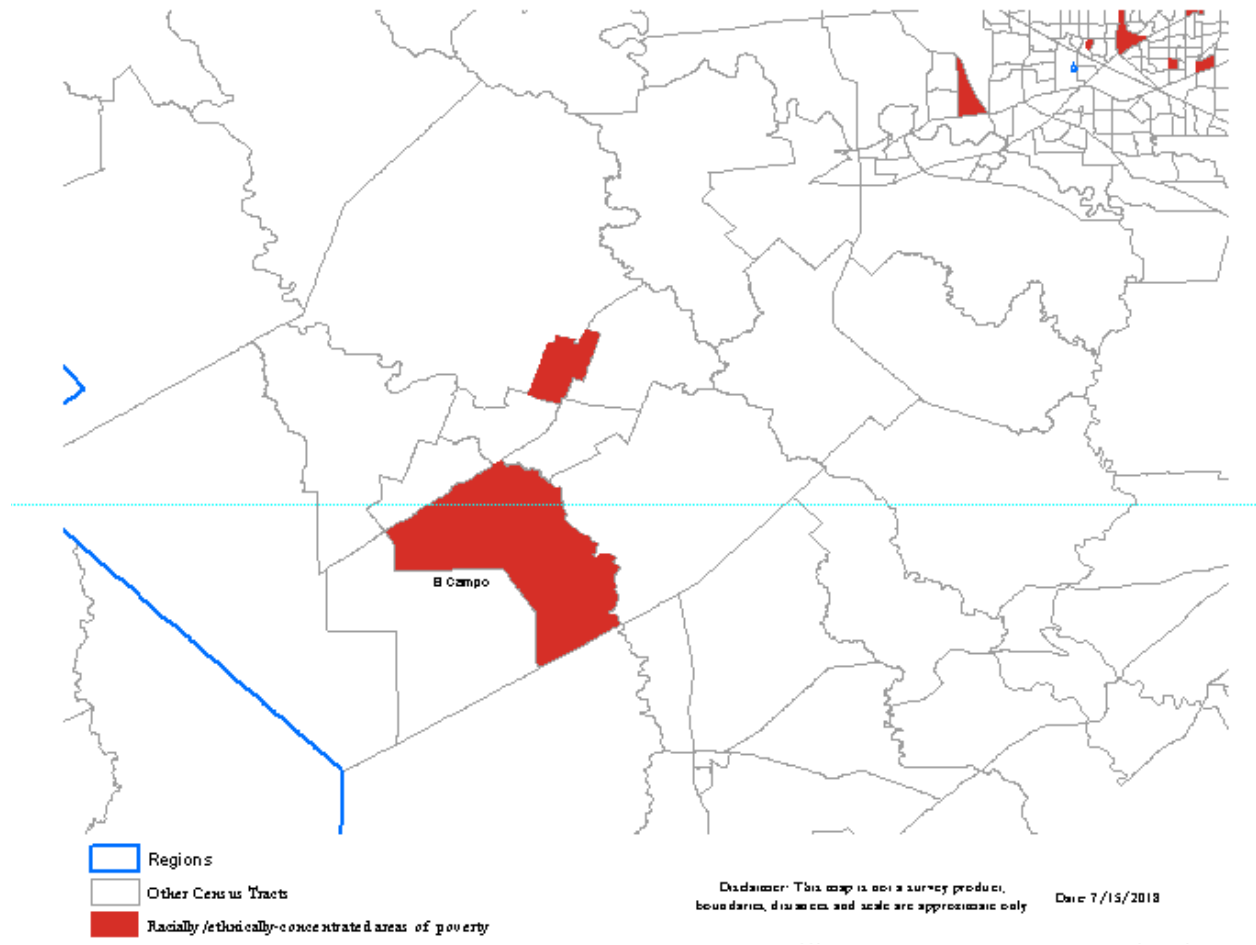 El Campo
Regions
Other Census Tracts
Racially/ethnically-concentrated areas of poverty
Disclaimer: This map is not a survey product,
boundaries, distances and scale are approximate only
Date 7/15/2018